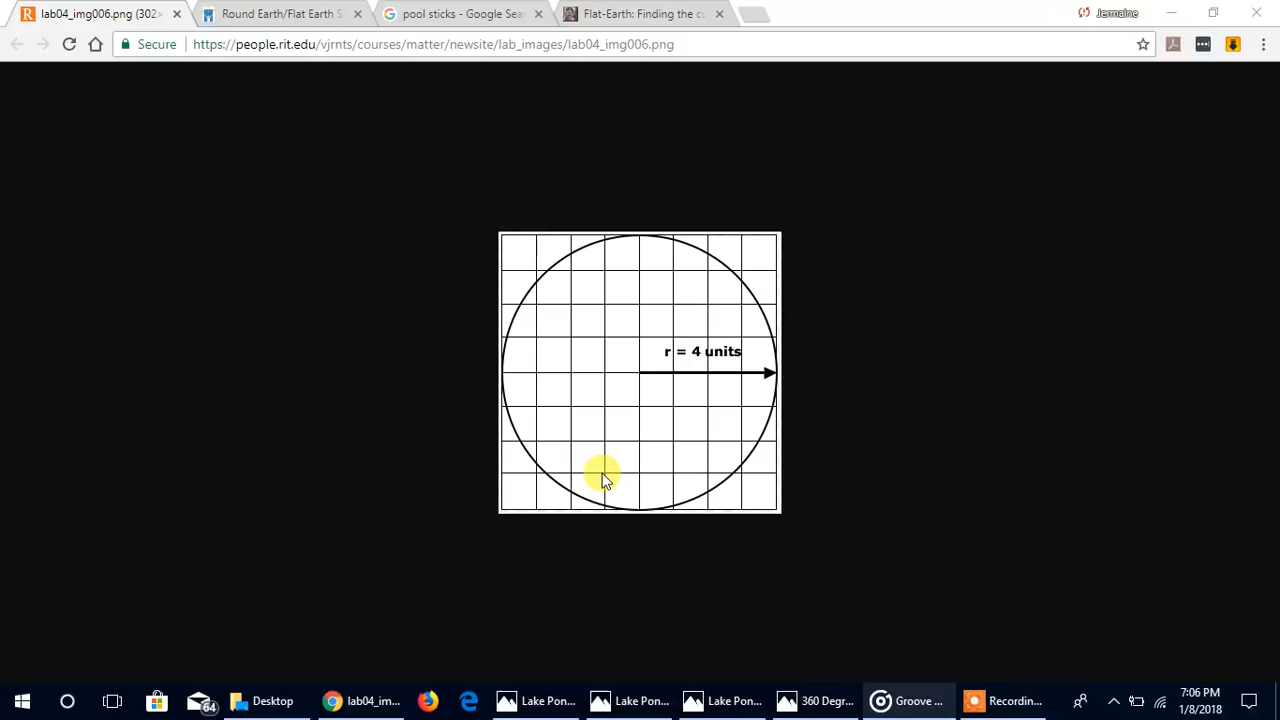 lab04_img006.png (302×
Round Earth/Flat Earth S
pool sticks - Google Sea
Flat-Earth: Finding the cu
Jermaine
Secure
https://people.rit.edu/vjrnts/courses/matter/newsite/lab_images/lab04_img006.png
r = 4 units
64
Desktop
lab04_im...
Lake Pon...
Lake Pon...
Lake Pon...
360 Degr...
Groove ...
Recordin...
7:06 PM
1/8/2018